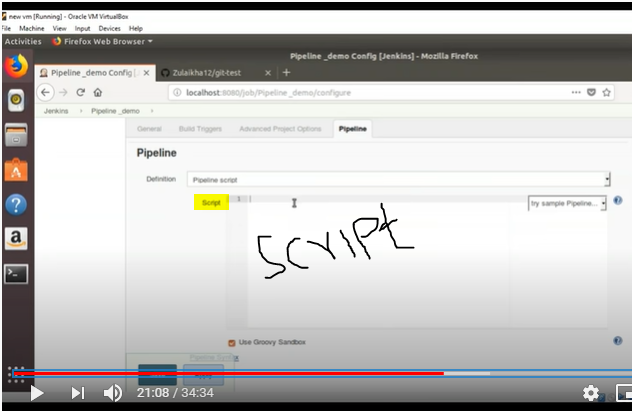 new vm [Running] - Oracle VM VirtualBox
File Machine View Input Devices Help
Activities Firefox Web Browser
Pipeline _demo Config [Jenkins] - Mozilla Firefox
Pipeline _demo Config [ × Zulaikha12/git-test × +
localhost:8080/job/Pipeline _demo/configure
Jenkins Pipeline _demo
General Build Triggers Advanced Project Options Pipeline
Pipeline
Definition Pipeline script
Script 1 try sample Pipeline...
SCRIPt
Use Groovy Sandbox
Pipeline Syntax
21:08 / 34:34